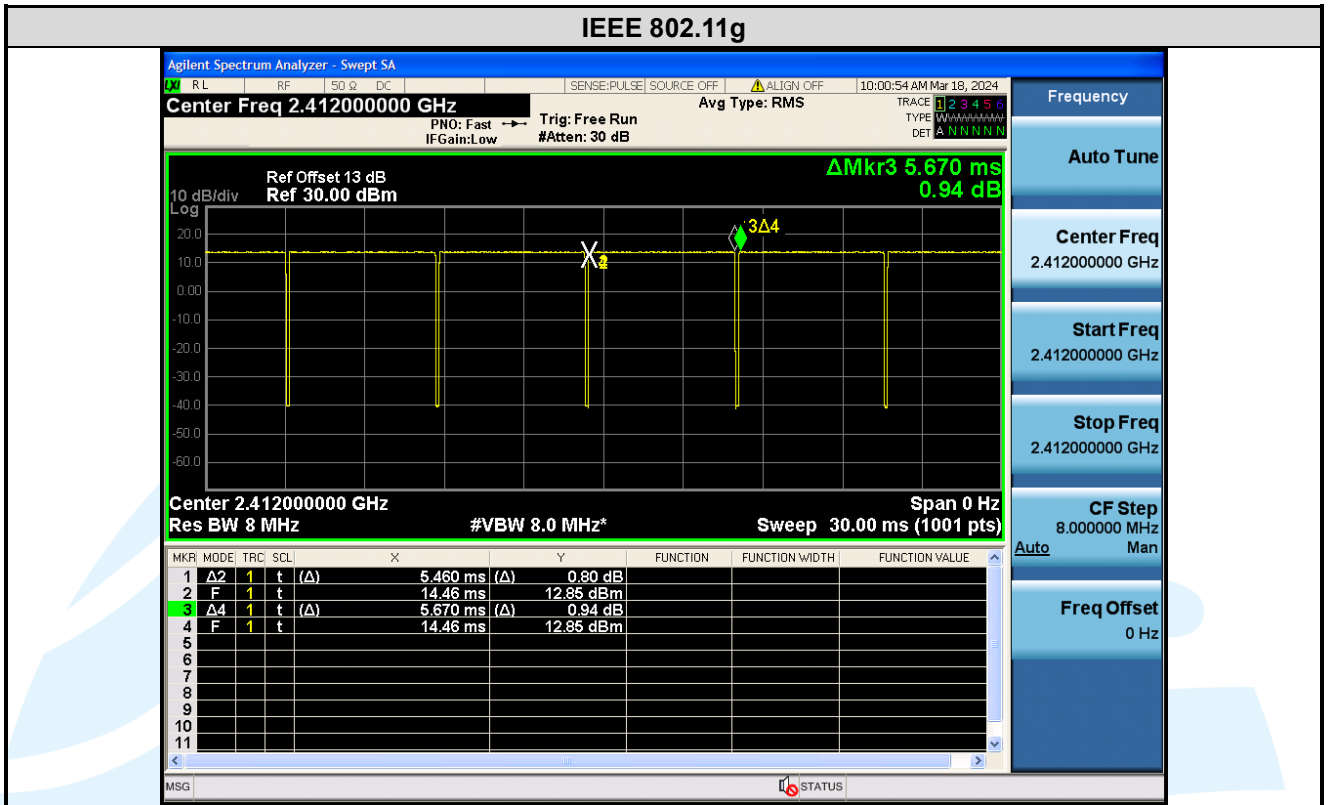 IEEE 802.11g
Agilent Spectrum Analyzer - Swept SA
LXI RL RF 50 Ω DC SENSE:PULSE SOURCE OFF ALIGN OFF 10:00:54 AM Mar 18, 2024
Center Freq 2.412000000 GHz
PNO: Fast
IFGain:Low
Trig: Free Run
#Atten: 30 dB
Avg Type: RMS
TRACE 1 2 3 4 5 6
TYPE
DET A N N N N N
ΔMkr3 5.670 ms
0.94 dB
Ref Offset 13 dB
10 dB/div Ref 30.00 dBm
Log
20.0
10.0
0.00
-10.0
-20.0
-30.0
-40.0
-50.0
-60.0
3Δ4
Center 2.412000000 GHz Span 0 Hz
Res BW 8 MHz #VBW 8.0 MHz* Sweep 30.00 ms (1001 pts)
MKR MODE TRC SCL X Y FUNCTION FUNCTION WIDTH FUNCTION VALUE
1 Δ2 1 t (Δ) 5.460 ms (Δ) 0.80 dB
2 F 1 t 14.46 ms 12.85 dBm
3 Δ4 1 t (Δ) 5.670 ms (Δ) 0.94 dB
4 F 1 t 14.46 ms 12.85 dBm
5
6
7
8
9
10
11
MSG STATUS
Frequency
Auto Tune
Center Freq
2.412000000 GHz
Start Freq
2.412000000 GHz
Stop Freq
2.412000000 GHz
CF Step
8.000000 MHz
Auto Man
Freq Offset
0 Hz